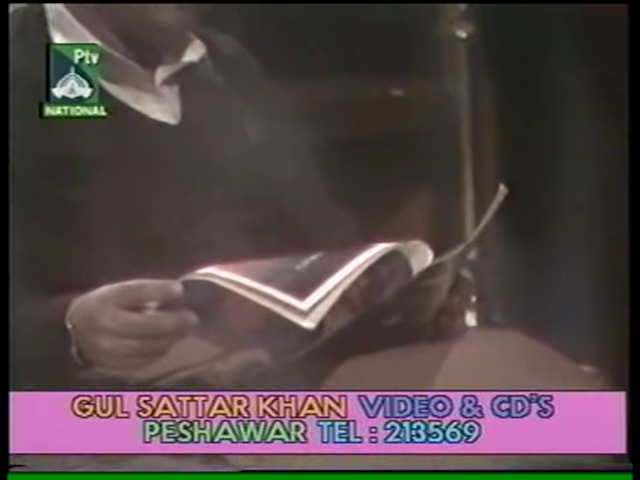 Ptv
NATIONAL
GUL SATTAR KHAN VIDEO & CD'S
PESHAWAR TEL : 213569